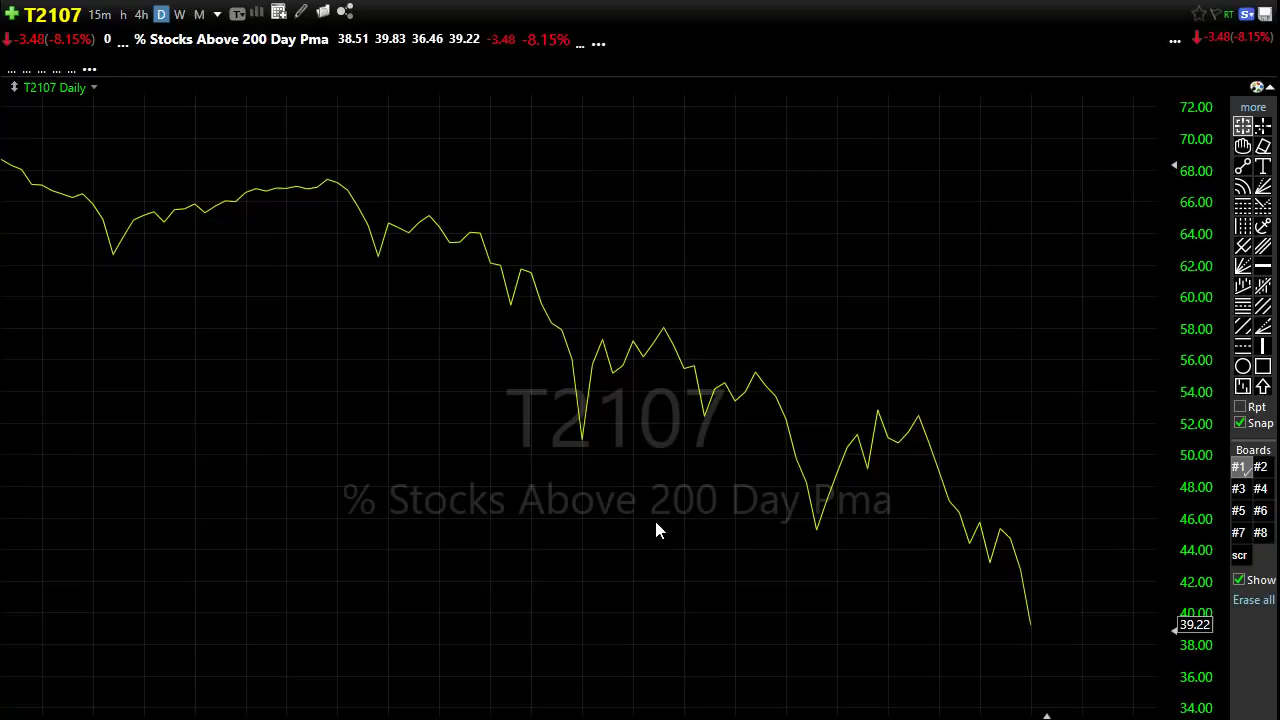 T2107 15m h 4h D W M T RT S
-3.48(-8.15%) 0 ... % Stocks Above 200 Day Pma 38.51 39.83 36.46 39.22 -3.48 -8.15% ... ... ... -3.48(-8.15%)
... ... ... ... ... ...
T2107 Daily
more
72.00
70.00
68.00
66.00
64.00
62.00
60.00
58.00
56.00
54.00
52.00
50.00
48.00
46.00
44.00
42.00
40.00
39.22
38.00
36.00
34.00
T2107
% Stocks Above 200 Day Pma
T
Rpt
Snap
Boards
#1 #2
#3 #4
#5 #6
#7 #8
scr
Show
Erase all